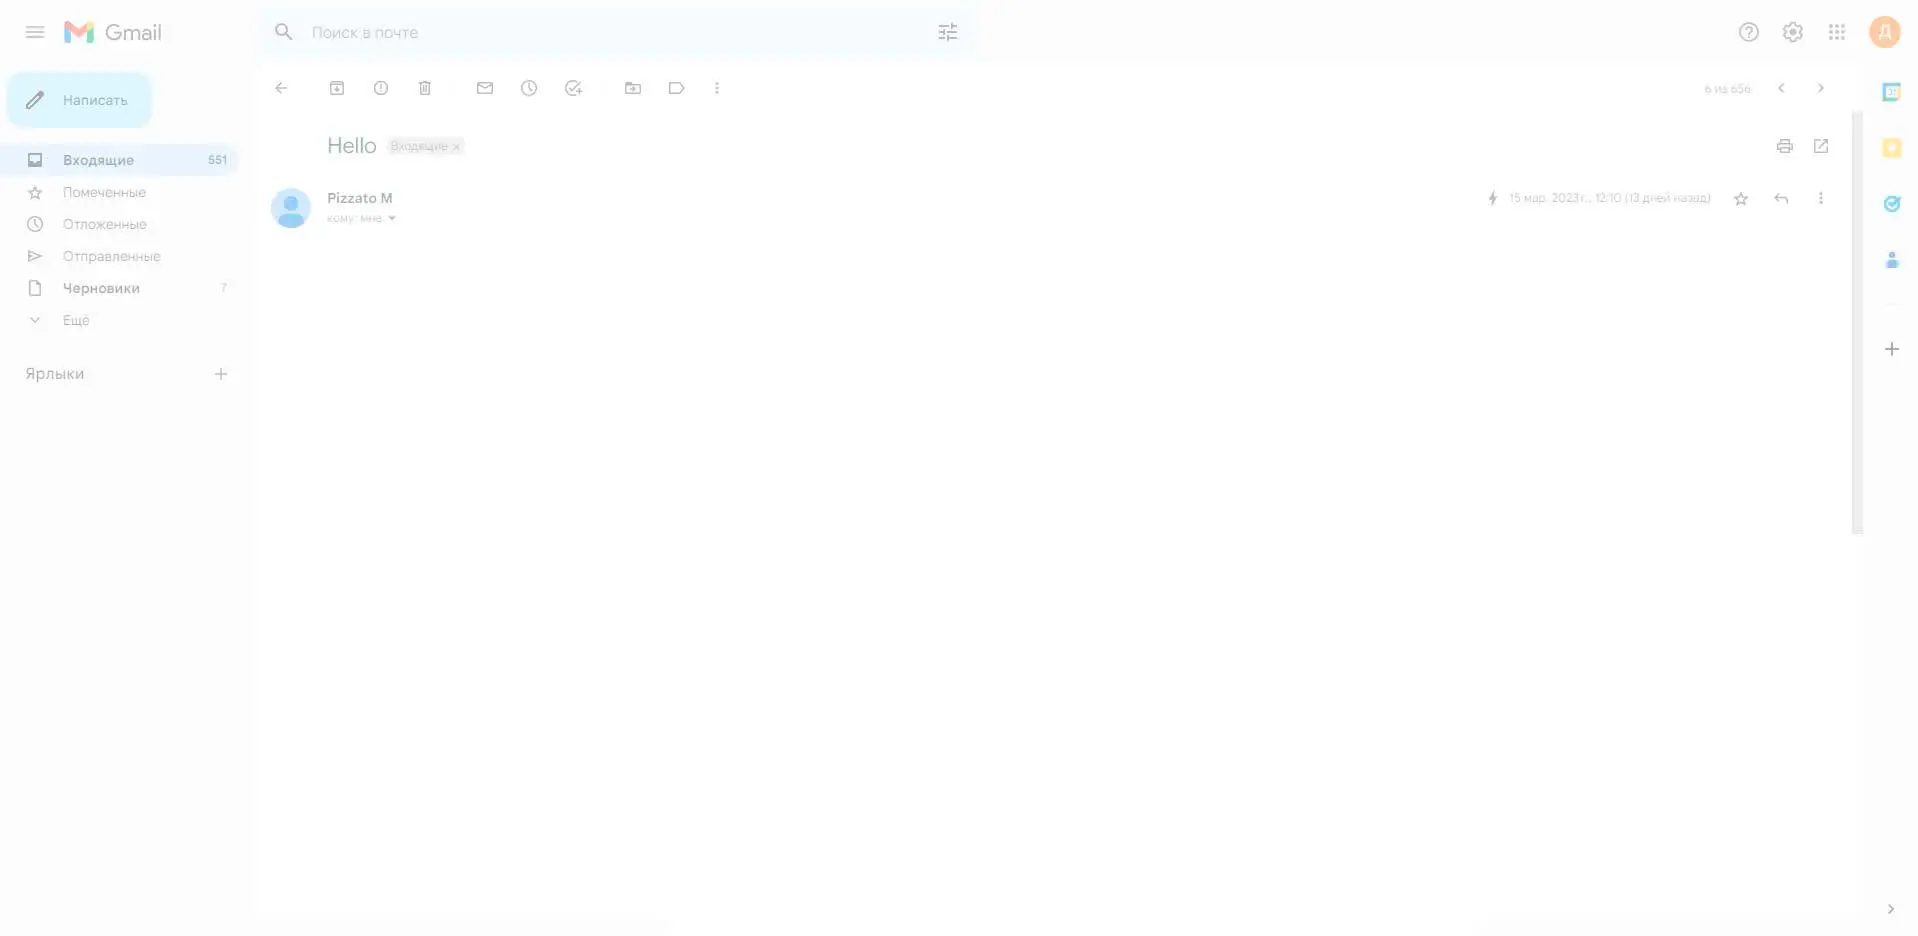 Gmail
Поиск в почте
Написать
6 из 656
Hello Входящие ×
Входящие 551
Помеченные
Pizzato M
15 мар. 2023 г., 12:10 (13 дней назад)
кому: мне
Отложенные
Отправленные
Черновики 7
Ещё
Ярлыки
Д
31